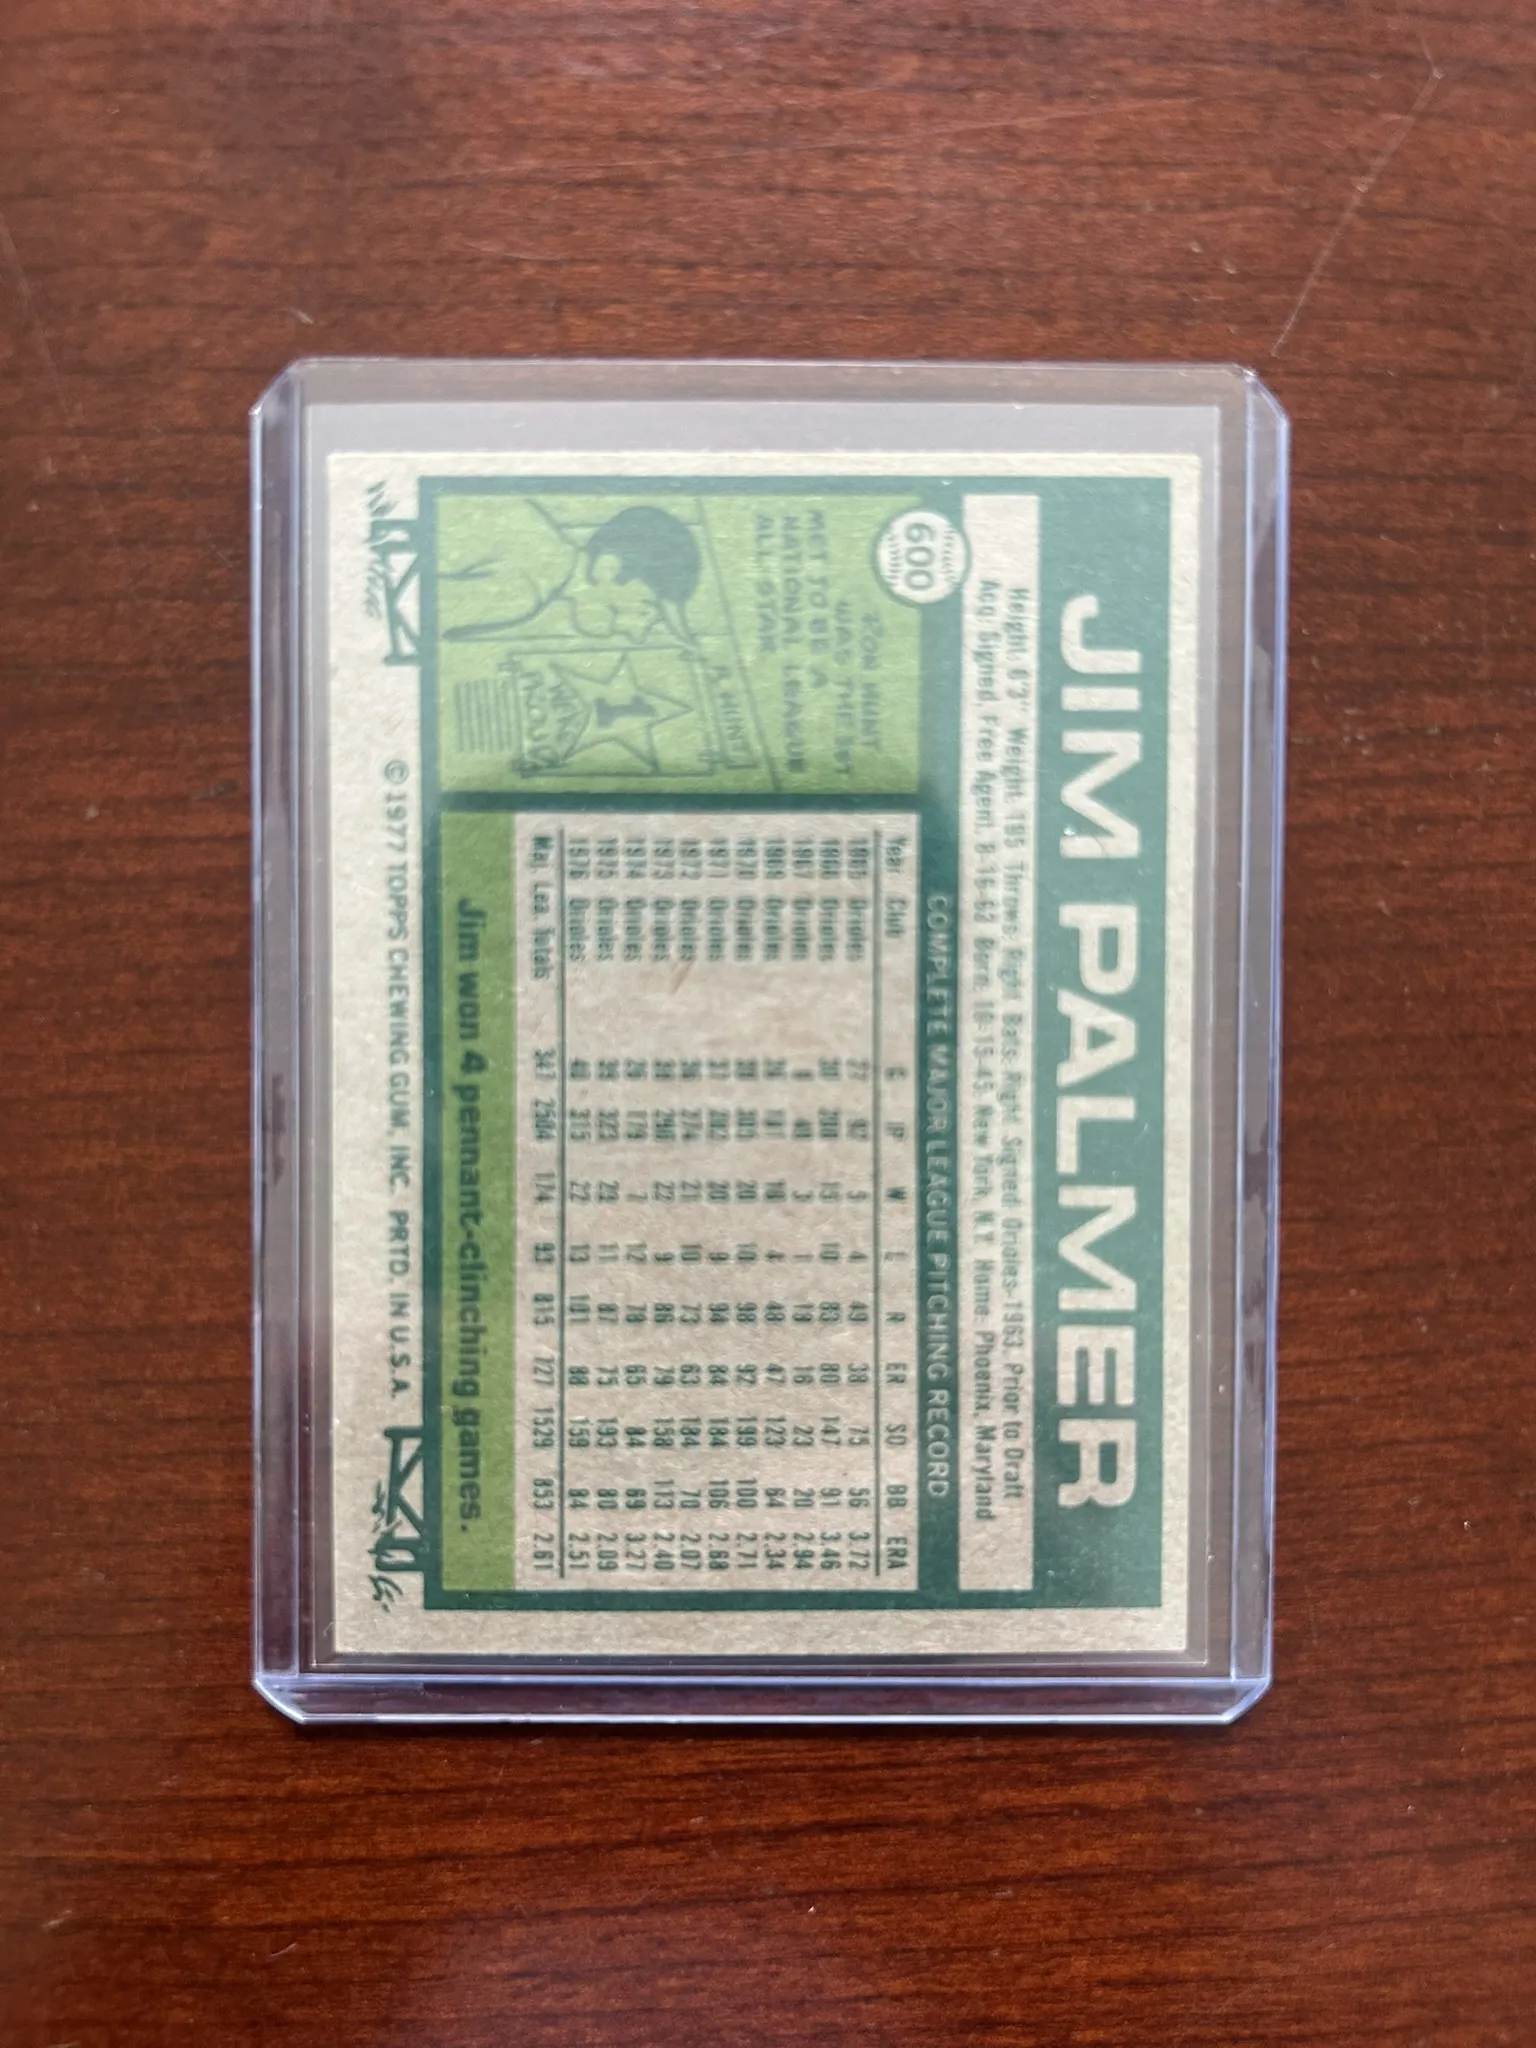 JIM PALMER
Height: 6'3" Weight: 195 Throws: Right Bats: Right Signed: Orioles-1963, Prior to Draft
Acq: Signed, Free Agent, 8-16-63 Born: 10-15-45, New York, N.Y. Home: Phoenix, Maryland
600
COMPLETE MAJOR LEAGUE PITCHING RECORD
RON HUNT
WAS THE 1ST
MET TO BE A
NATIONAL LEAGUE
ALL STAR.
R. HUNT
1
METS
PROUD
Year Club G IP W L R ER SO BB ERA
1965 Orioles 27 92 5 4 49 38 75 56 3.72
1966 Orioles 30 208 15 10 83 80 147 91 3.46
1967 Orioles 9 49 3 1 18 16 23 20 2.94
1969 Orioles 26 181 16 4 48 47 123 64 2.34
1970 Orioles 39 305 20 10 98 92 199 100 2.71
1971 Orioles 37 282 20 9 94 84 184 106 2.68
1972 Orioles 36 274 21 10 73 63 184 70 2.07
1973 Orioles 38 296 22 9 86 79 158 113 2.40
1974 Orioles 26 179 7 12 78 65 84 69 3.27
1975 Orioles 39 323 23 11 87 75 193 80 2.09
1976 Orioles 40 315 22 13 101 88 159 84 2.51
Maj. Lea. Totals 347 2504 174 93 815 727 1529 853 2.61
Jim won 4 pennant-clinching games.
© 1977 TOPPS CHEWING GUM, INC. PRTD. IN U.S.A.